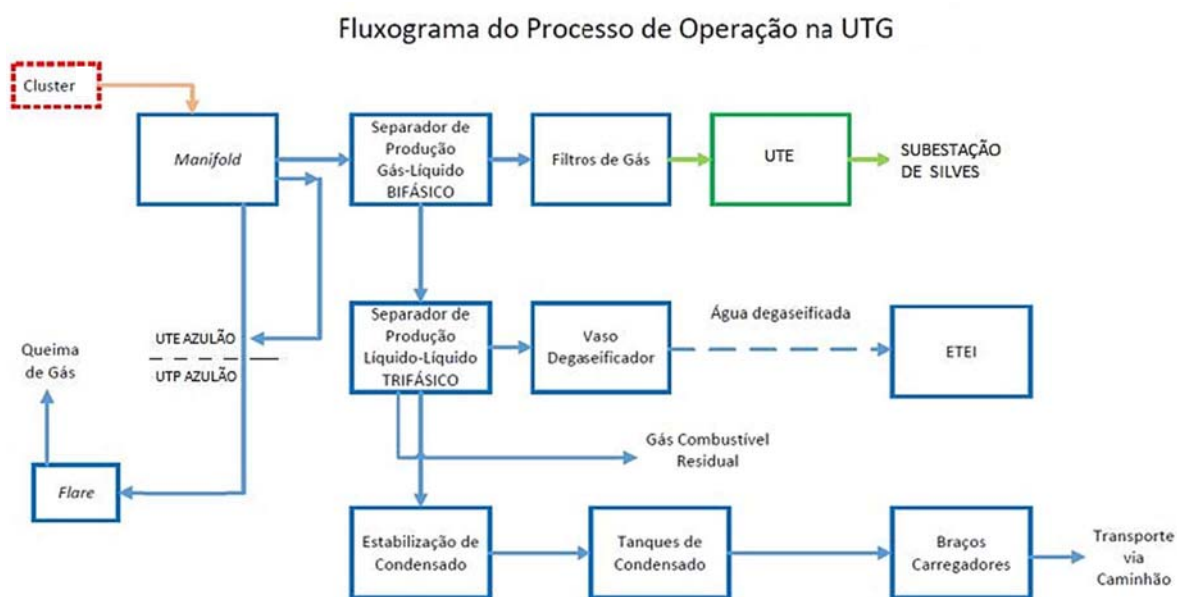 Fluxograma do Processo de Operação na UTG
Cluster
Manifold
Separador de
Produção
Gás-Líquido
BIFÁSICO
Filtros de Gás
UTE
SUBESTAÇÃO
DE SILVES
UTE AZULÃO
UTP AZULÃO
Queima
de Gás
Flare
Separador de
Produção
Líquido-Líquido
TRIFÁSICO
Vaso
Degaseificador
Água degaseificada
ETEI
Gás Combustível
Residual
Estabilização de
Condensado
Tanques de
Condensado
Braços
Carregadores
Transporte
via
Caminhão